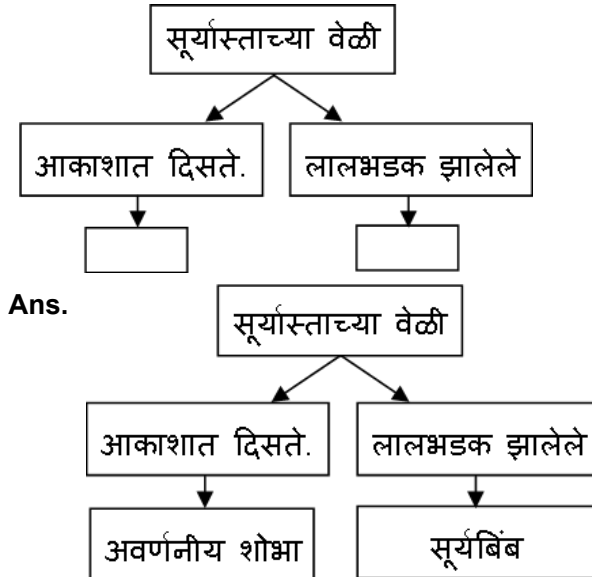 सूर्यास्ताच्या वेळी
आकाशात दिसते. लालभडक झालेले
Ans.
सूर्यास्ताच्या वेळी
आकाशात दिसते. लालभडक झालेले
अवर्णनीय शोभा सूर्यबिंब